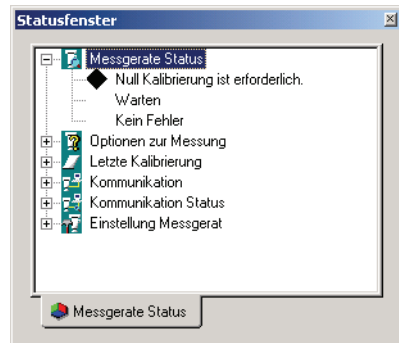 Statusfenster
Messgerate Status
Null Kalibrierung ist erforderlich.
Warten
Kein Fehler
Optionen zur Messung
Letzte Kalibrierung
Kommunikation
Kommunikation Status
Einstellung Messgerat
Messgerate Status